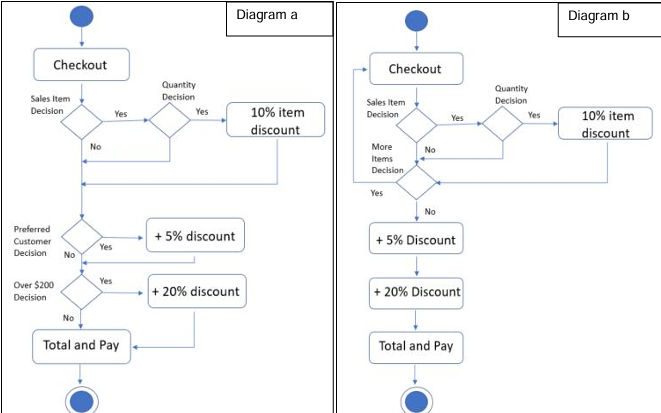 Diagram a
Checkout
Sales Item
Decision
Yes
Quantity
Decision
Yes
10% item
discount
No
Preferred
Customer
Decision
Yes
+ 5% discount
No
Over $200
Decision
Yes
+ 20% discount
No
Total and Pay
Diagram b
Checkout
Sales Item
Decision
Yes
Quantity
Decision
Yes
10% item
discount
No
More
Items
Decision
Yes
No
+ 5% Discount
+ 20% Discount
Total and Pay